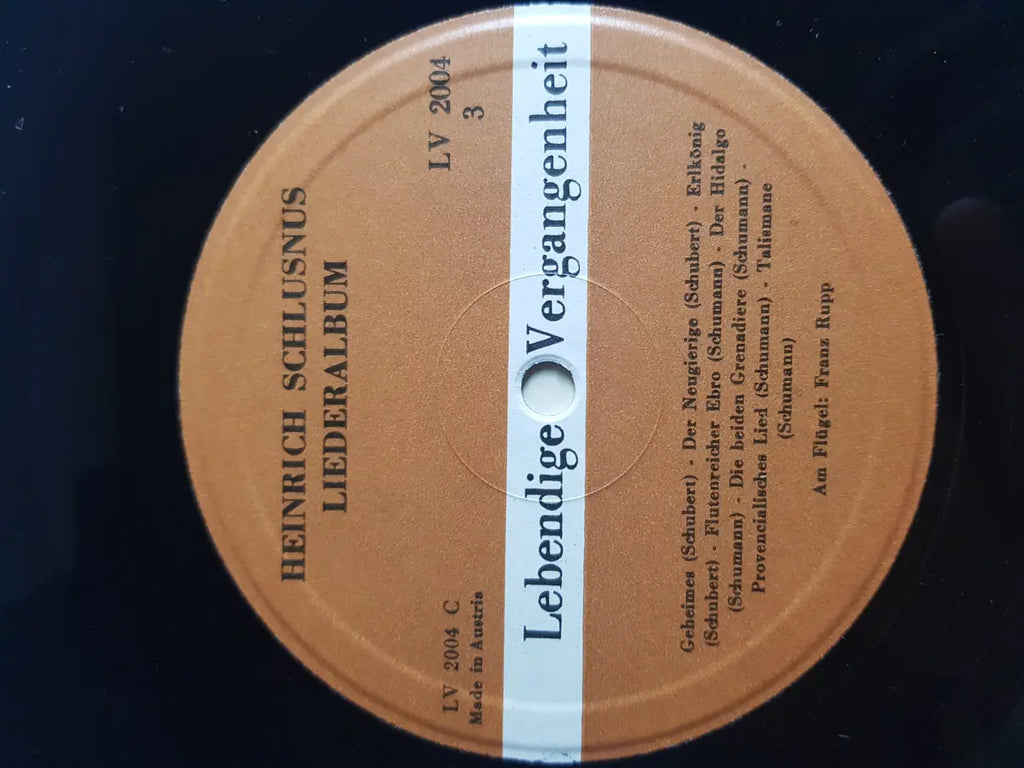 HEINRICH SCHLUSNUS
LIEDERALBUM
LV 2004 C
Made in Austria
LV 2004
3
Lebendige Vergangenheit
Geheimes (Schubert) - Der Neugierige (Schubert) - Erlkönig
(Schubert) - Flutenreicher Ebro (Schumann) - Der Hidalgo
(Schumann) - Die beiden Grenadiere (Schumann) -
Provencialisches Lied (Schumann) - Talismane
(Schumann)
Am Flügel: Franz Rupp